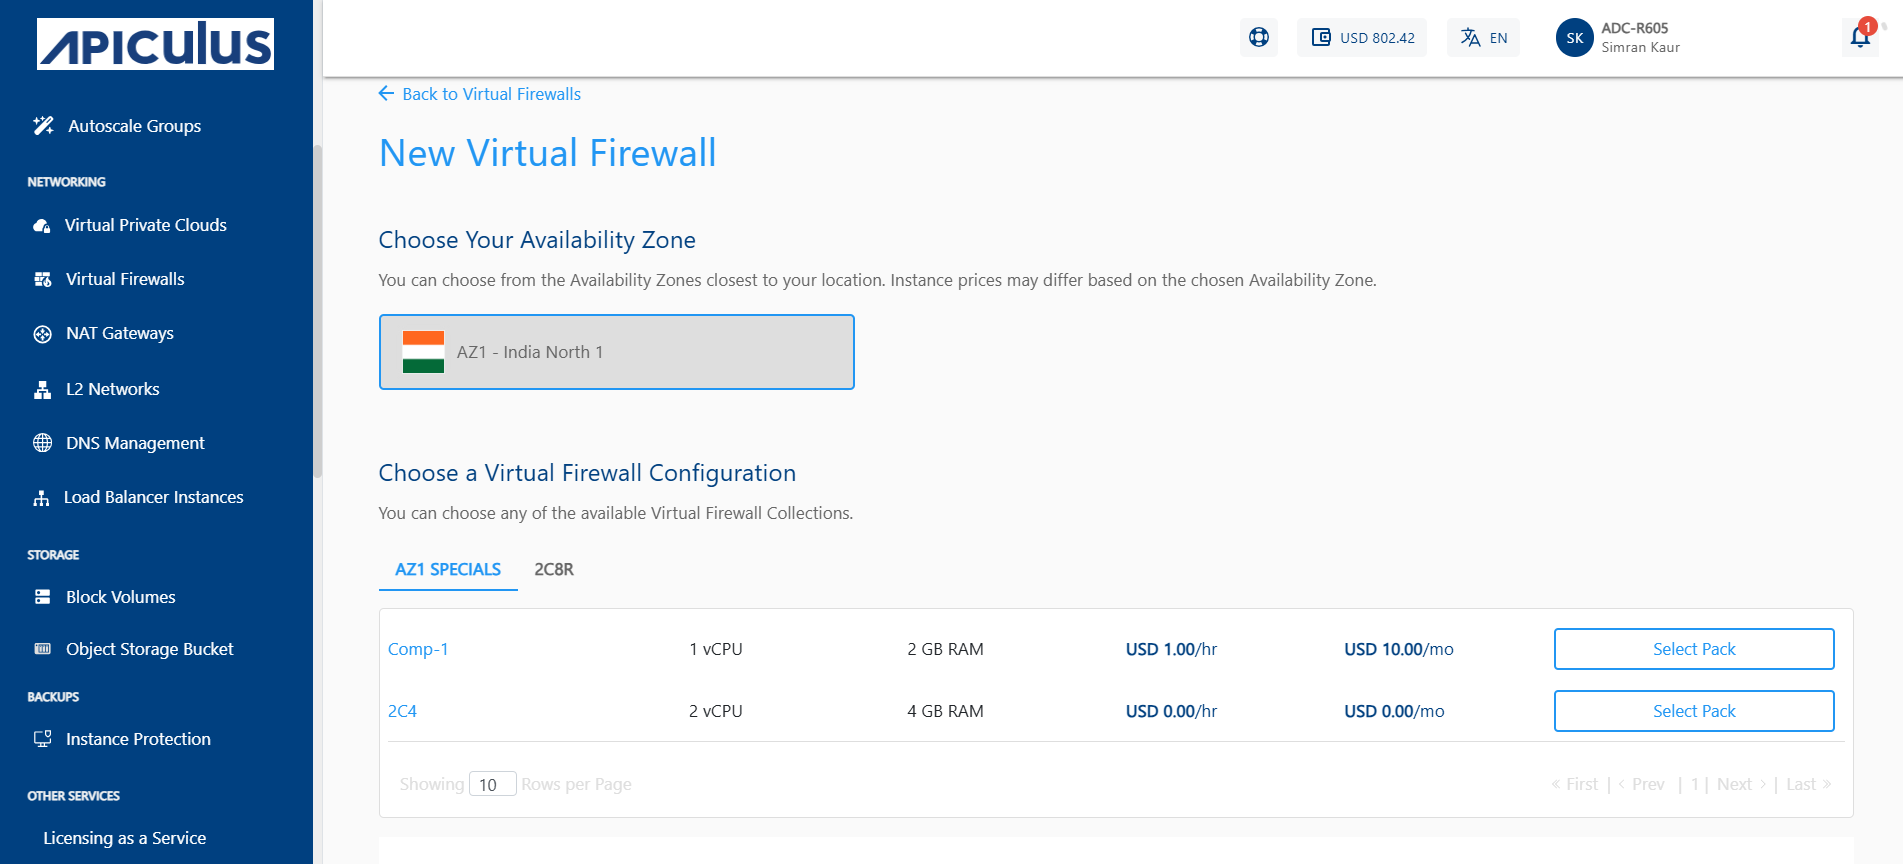 APICULUS
USD 802.42
EN
SK
ADC-R605
Simran Kaur
1
Autoscale Groups
NETWORKING
Virtual Private Clouds
Virtual Firewalls
NAT Gateways
L2 Networks
DNS Management
Load Balancer Instances
STORAGE
Block Volumes
Object Storage Bucket
BACKUPS
Instance Protection
OTHER SERVICES
Licensing as a Service
Back to Virtual Firewalls
New Virtual Firewall
Choose Your Availability Zone
You can choose from the Availability Zones closest to your location. Instance prices may differ based on the chosen Availability Zone.
AZ1 - India North 1
Choose a Virtual Firewall Configuration
You can choose any of the available Virtual Firewall Collections.
AZ1 SPECIALS 2C8R
Comp-1 1 vCPU 2 GB RAM USD 1.00/hr USD 10.00/mo Select Pack
2C4 2 vCPU 4 GB RAM USD 0.00/hr USD 0.00/mo Select Pack
Showing 10 Rows per Page « First | ‹ Prev | 1 | Next › | Last »